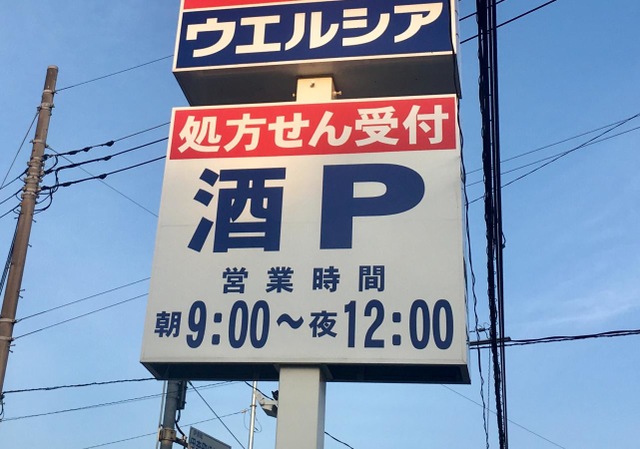 ウエルシア
処方せん受付
酒 P
営業時間
朝9:00~夜12:00